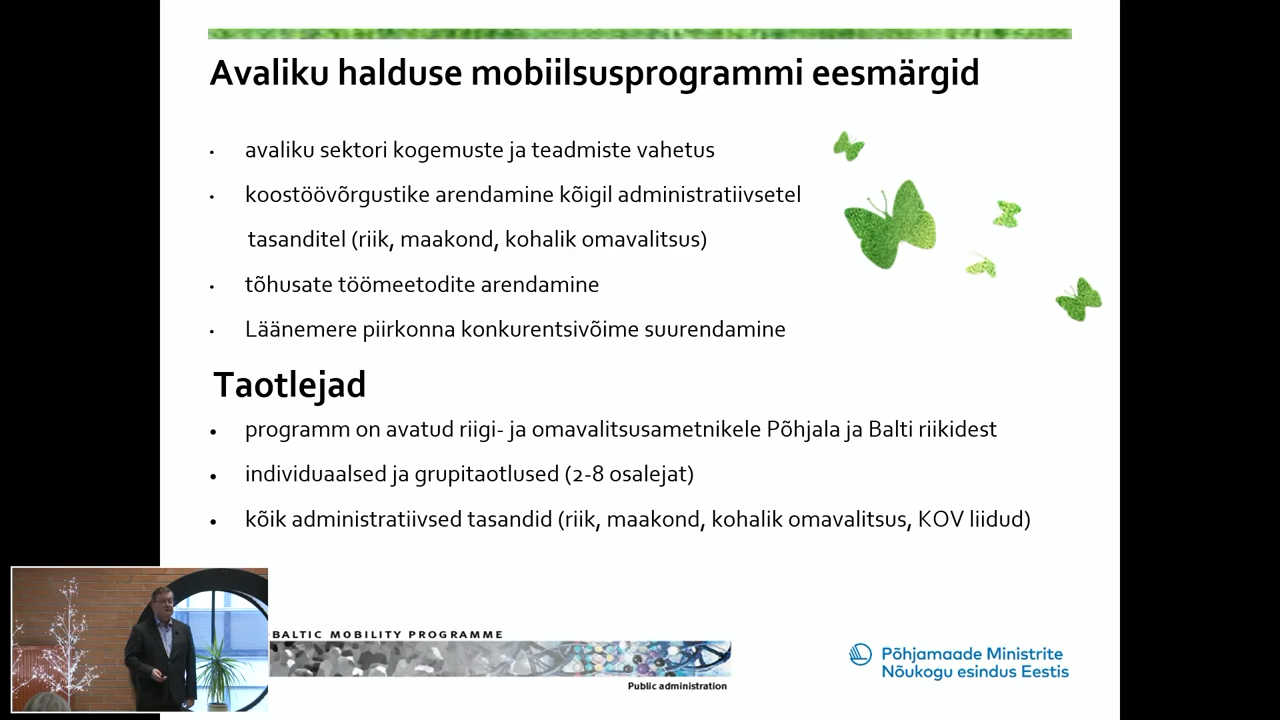 Avaliku halduse mobiilsusprogrammi eesmärgid
• avaliku sektori kogemuste ja teadmiste vahetus
• koostöövõrgustike arendamine kõigil administratiivsetel
tasanditel (riik, maakond, kohalik omavalitsus)
• tõhusate töömeetodite arendamine
• Läänemere piirkonna konkurentsivõime suurendamine
Taotlejad
• programm on avatud riigi- ja omavalitsusametnikele Põhjala ja Balti riikidest
• individuaalsed ja grupitaotlused (2-8 osalejat)
• kõik administratiivsed tasandid (riik, maakond, kohalik omavalitsus, KOV liidud)
BALTIC MOBILITY PROGRAMME
Public administration
Põhjamaade Ministrite
Nõukogu esindus Eestis